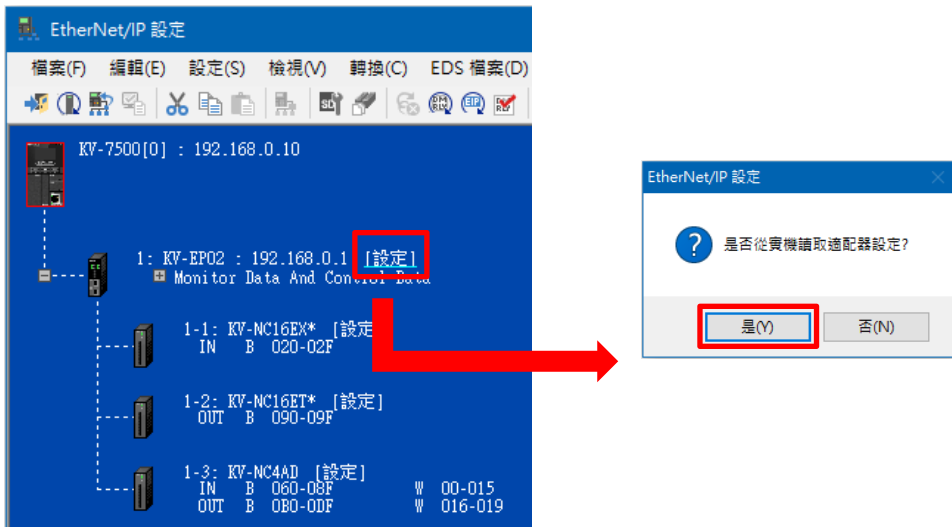 EtherNet/IP 設定
檔案(F) 編輯(E) 設定(S) 檢視(V) 轉換(C) EDS 檔案(D)
KV-7500[0] : 192.168.0.10
1: KV-EP02 : 192.168.0.1 [設定]
Monitor Data And Control Data
1-1: KV-NC16EX* [設定
IN B 020-02F
1-2: KV-NC16ET* [設定]
OUT B 090-09F
1-3: KV-NC4AD [設定]
IN B 060-08F W 00-015
OUT B 0B0-0DF W 016-019
EtherNet/IP 設定
是否從實機讀取適配器設定?
是(Y) 否(N)